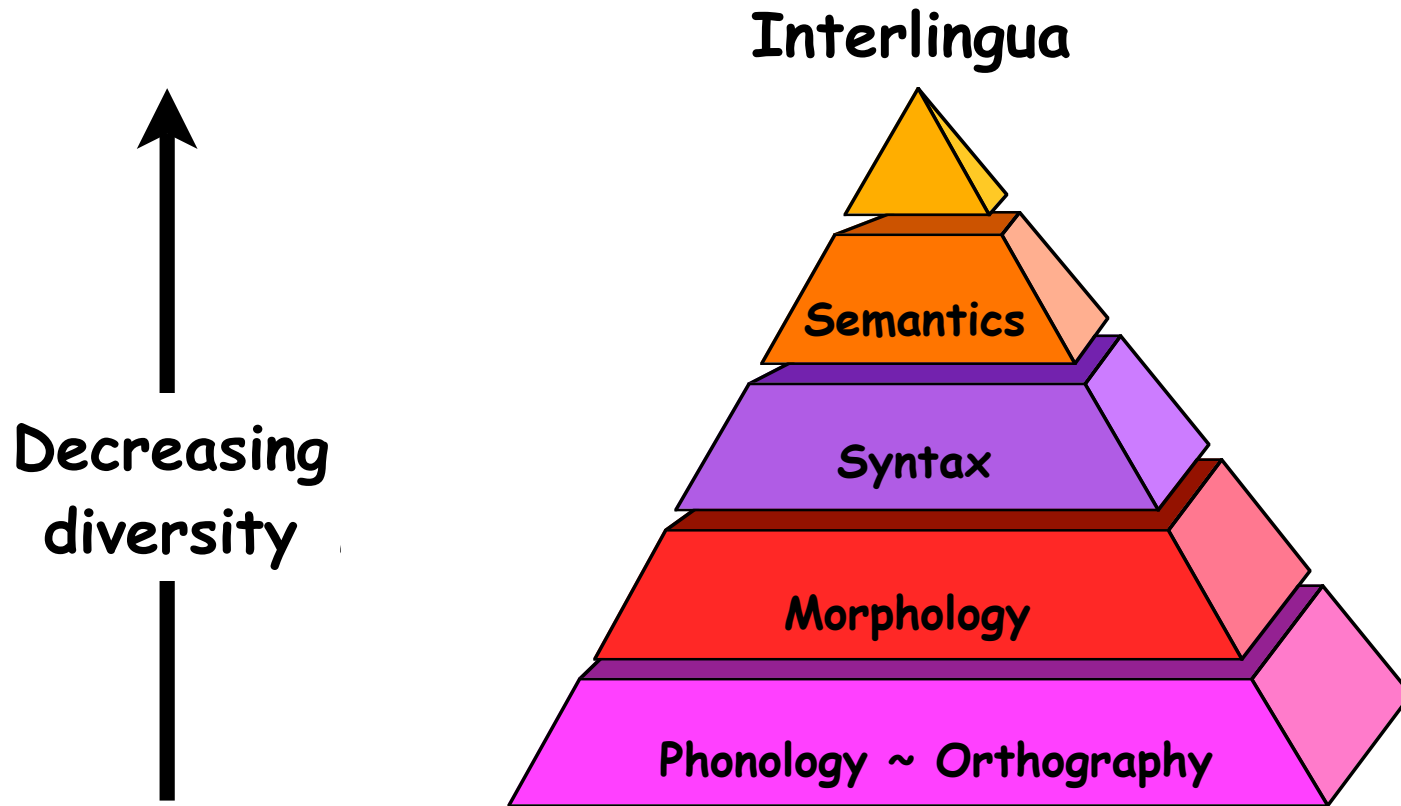 Interlingua
Semantics
Decreasing
diversity
Syntax
Morphology
Phonology ~ Orthography